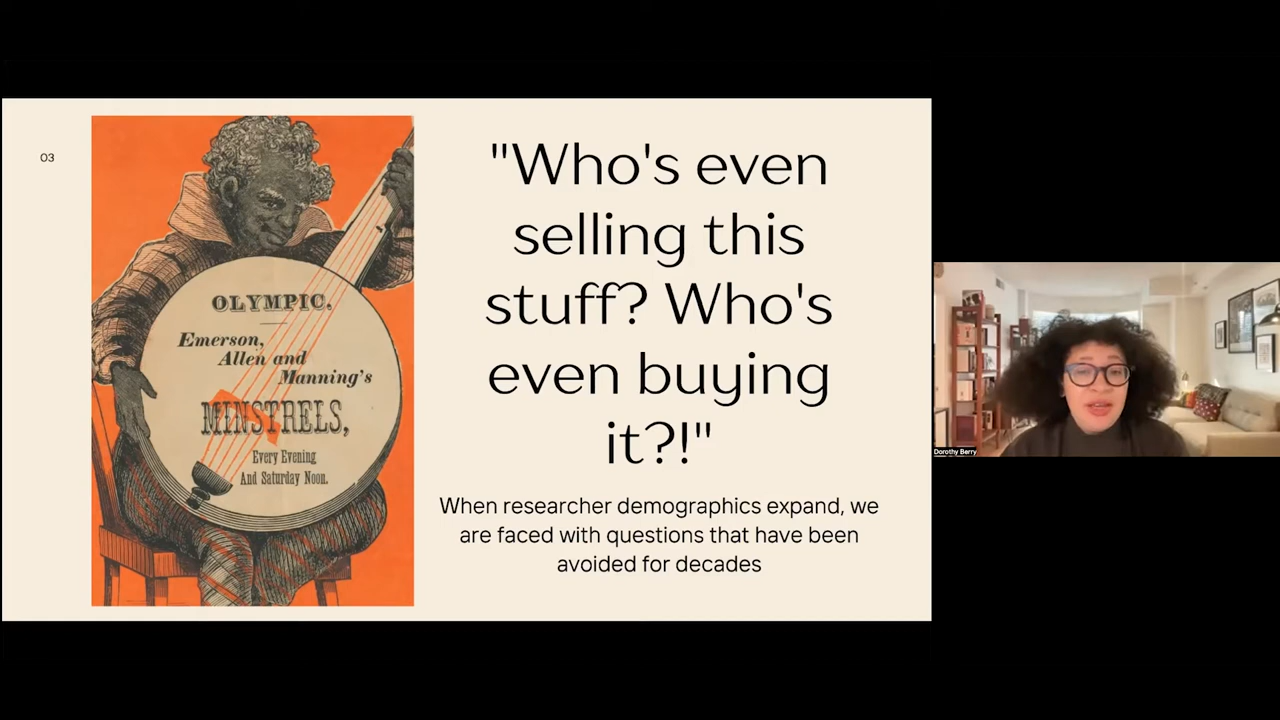 03
OLYMPIC.
Emerson,
Allen and
Manning's
MINSTRELS,
Every Evening
And Saturday Noon.
"Who's even
selling this
stuff? Who's
even buying
it?!"
When researcher demographics expand, we
are faced with questions that have been
avoided for decades
Dorothy Berry